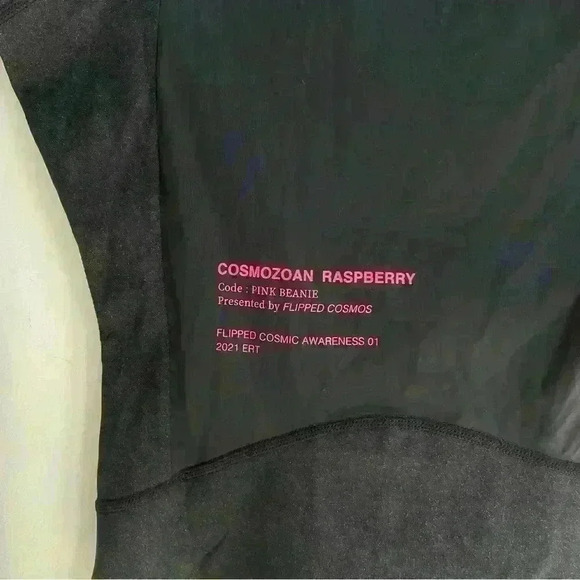 COSMOZOAN RASPBERRY
Code : PINK BEANIE
Presented by FLIPPED COSMOS
FLIPPED COSMIC AWARENESS 01
2021 ERT